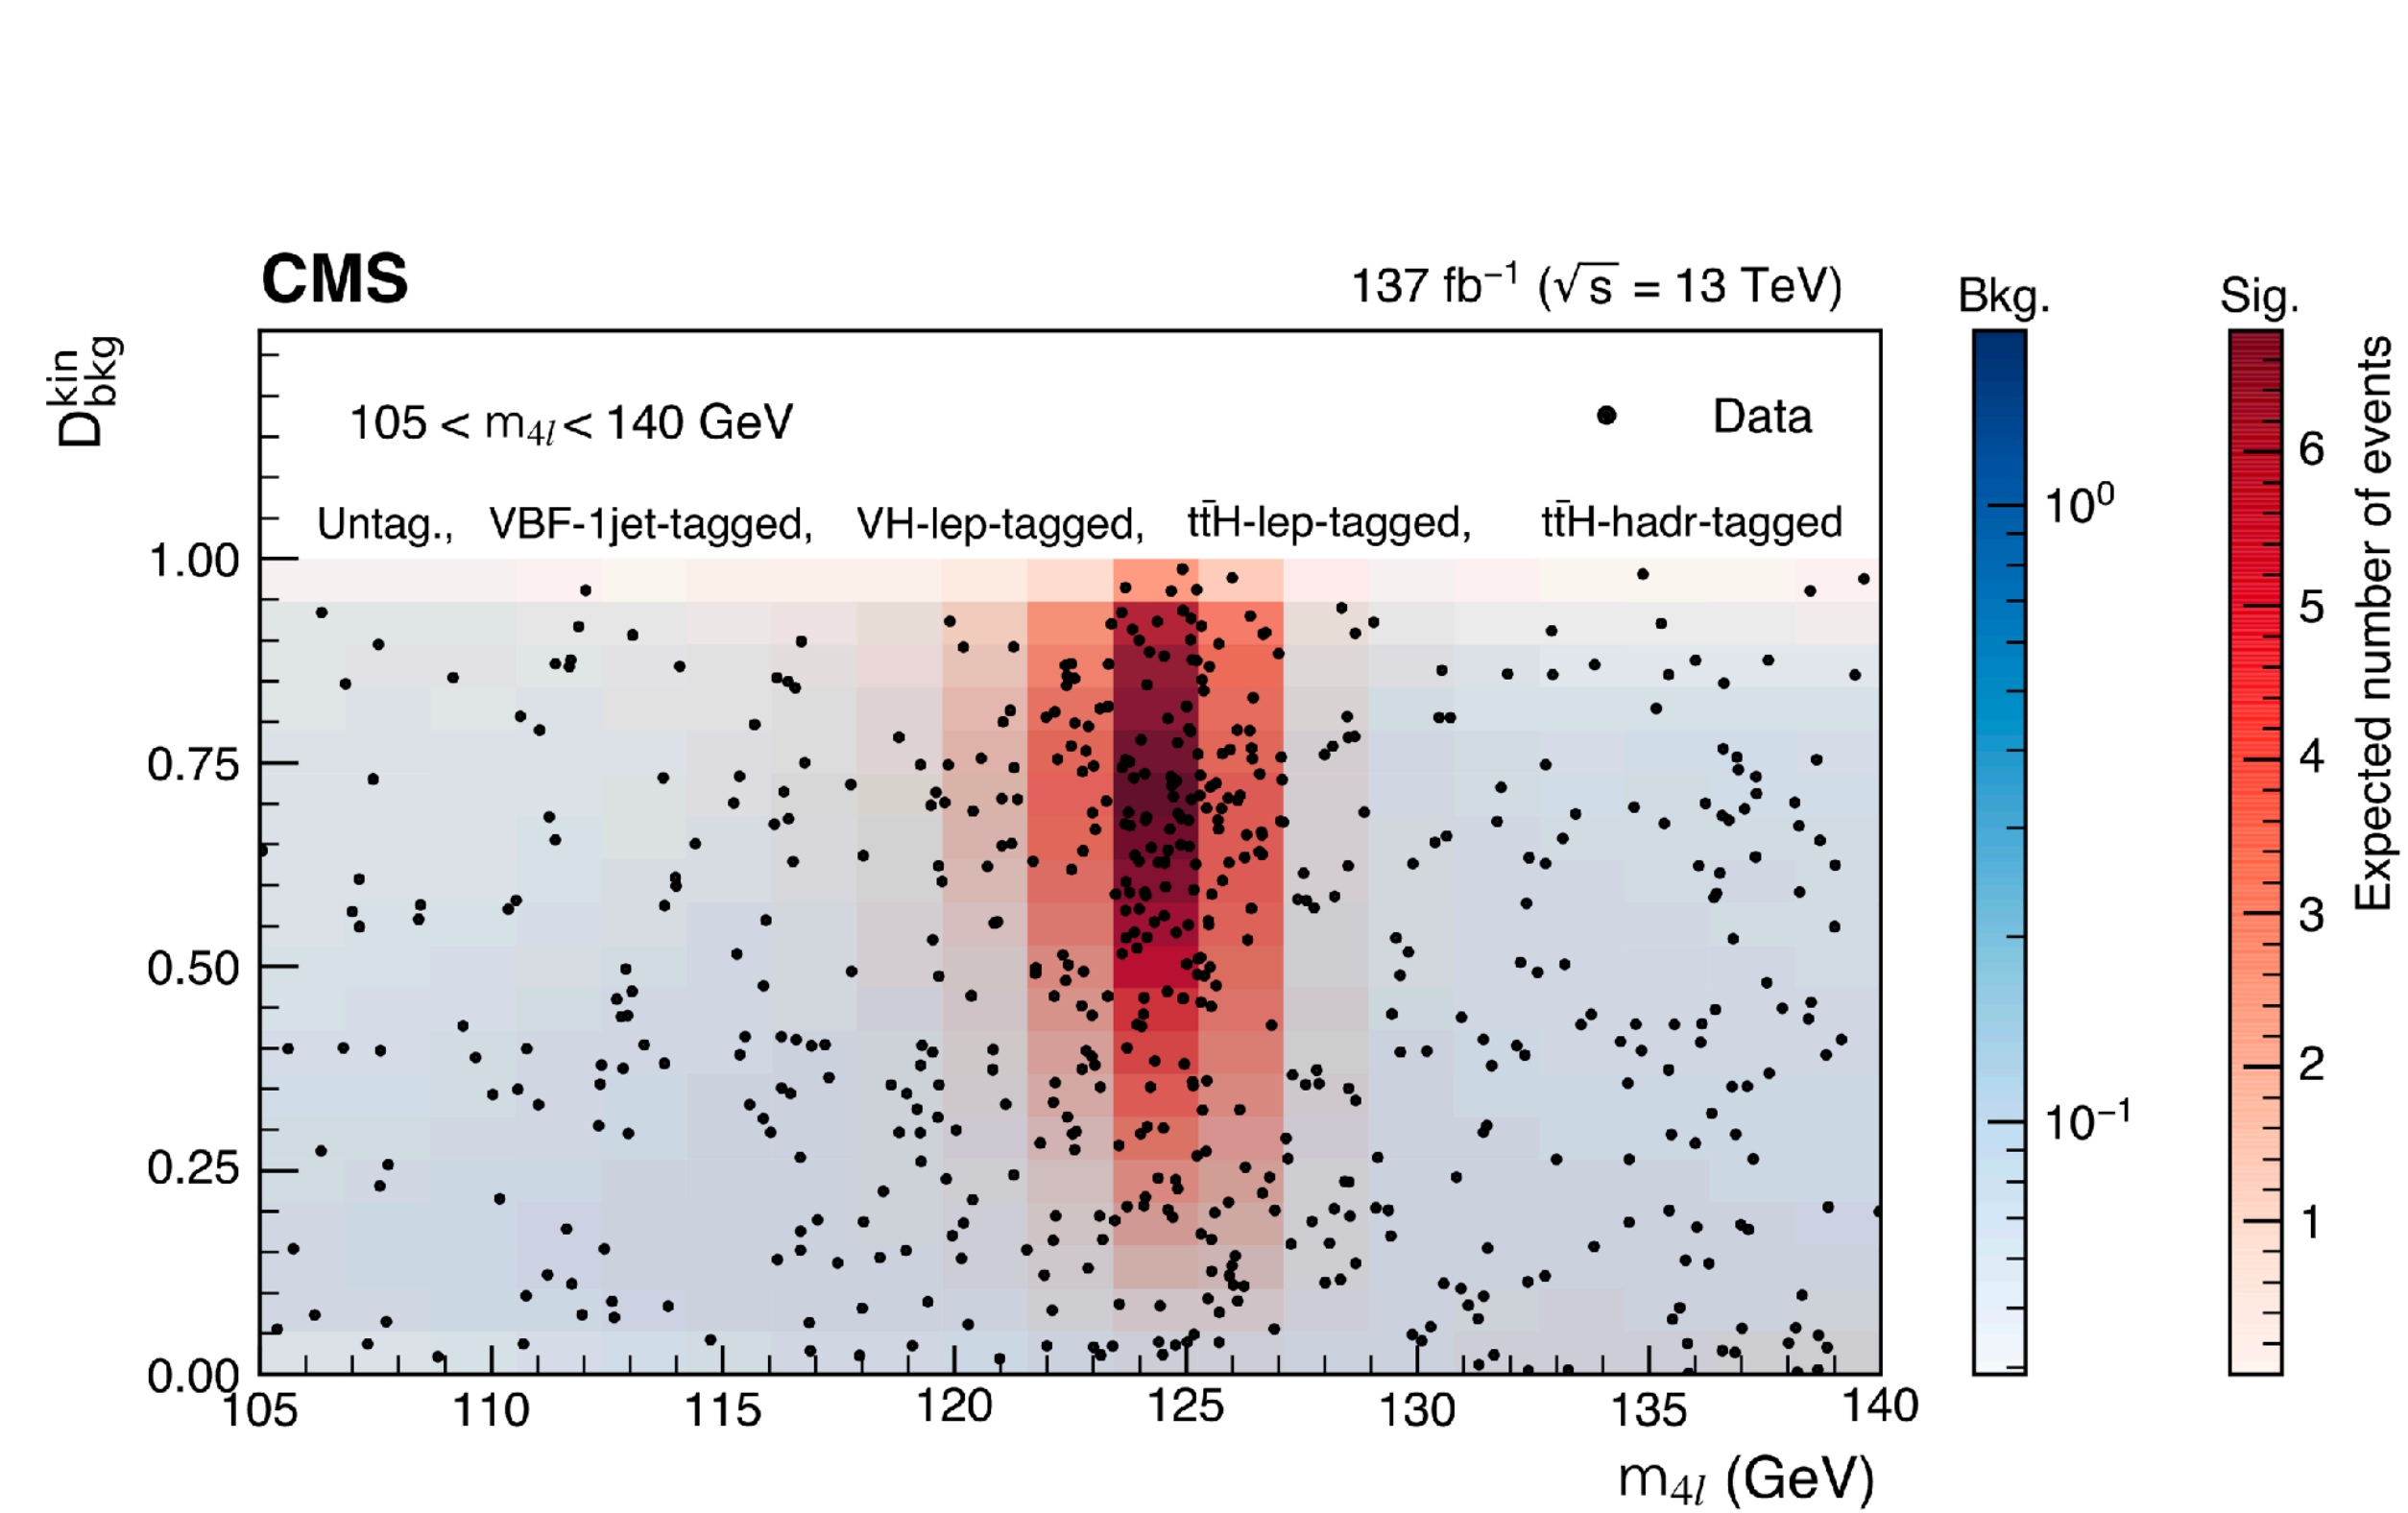 CMS
137 fb⁻¹ (√s = 13 TeV)
Bkg.
Sig.
D^kin_bkg
105 < m_4l < 140 GeV
Data
Untag., VBF-1jet-tagged, VH-lep-tagged, tt̄H-lep-tagged, tt̄H-hadr-tagged
1.00
0.75
0.50
0.25
0.00
105 110 115 120 125 130 135 140
m_4l (GeV)
10⁰
10⁻¹
6
5
4
3
2
1
Expected number of events